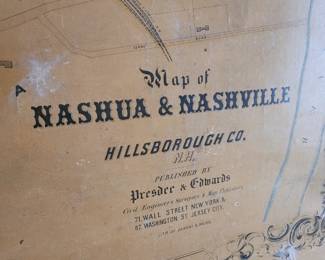 Map of
NASHUA & NASHVILLE
HILLSBOROUGH CO.
N.H.
PUBLISHED BY
Presdee & Edwards
Civil Engineers Surveyors & Map Publishers
71, WALL STREET NEW YORK &
82 WASHINGTON ST. JERSEY CITY.
A